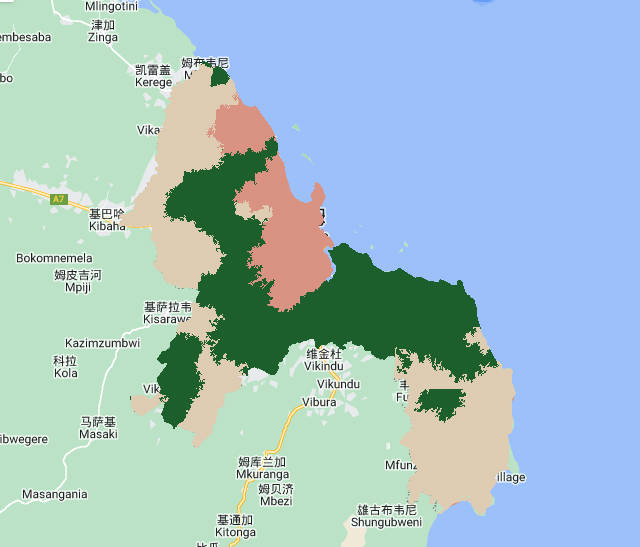 Mlingotini
津加
Zinga
embesaba
凯雷盖
Kerege
姆布韦尼
M
bo
Vika
A7
基巴哈
Kibaha
Bokomnemela
姆皮吉河
Mpiji
基萨拉韦
Kisarawe
Kazimzumbwi
科拉
Kola
维金杜
Vikindu
Vik
Vikundu
Vibura
Fu
马萨基
Masaki
ibwegere
姆库兰加
Mkuranga
Mfunz
illage
姆贝济
Mbezi
Masangania
雄古布韦尼
Shungubweni
基通加
Kitonga